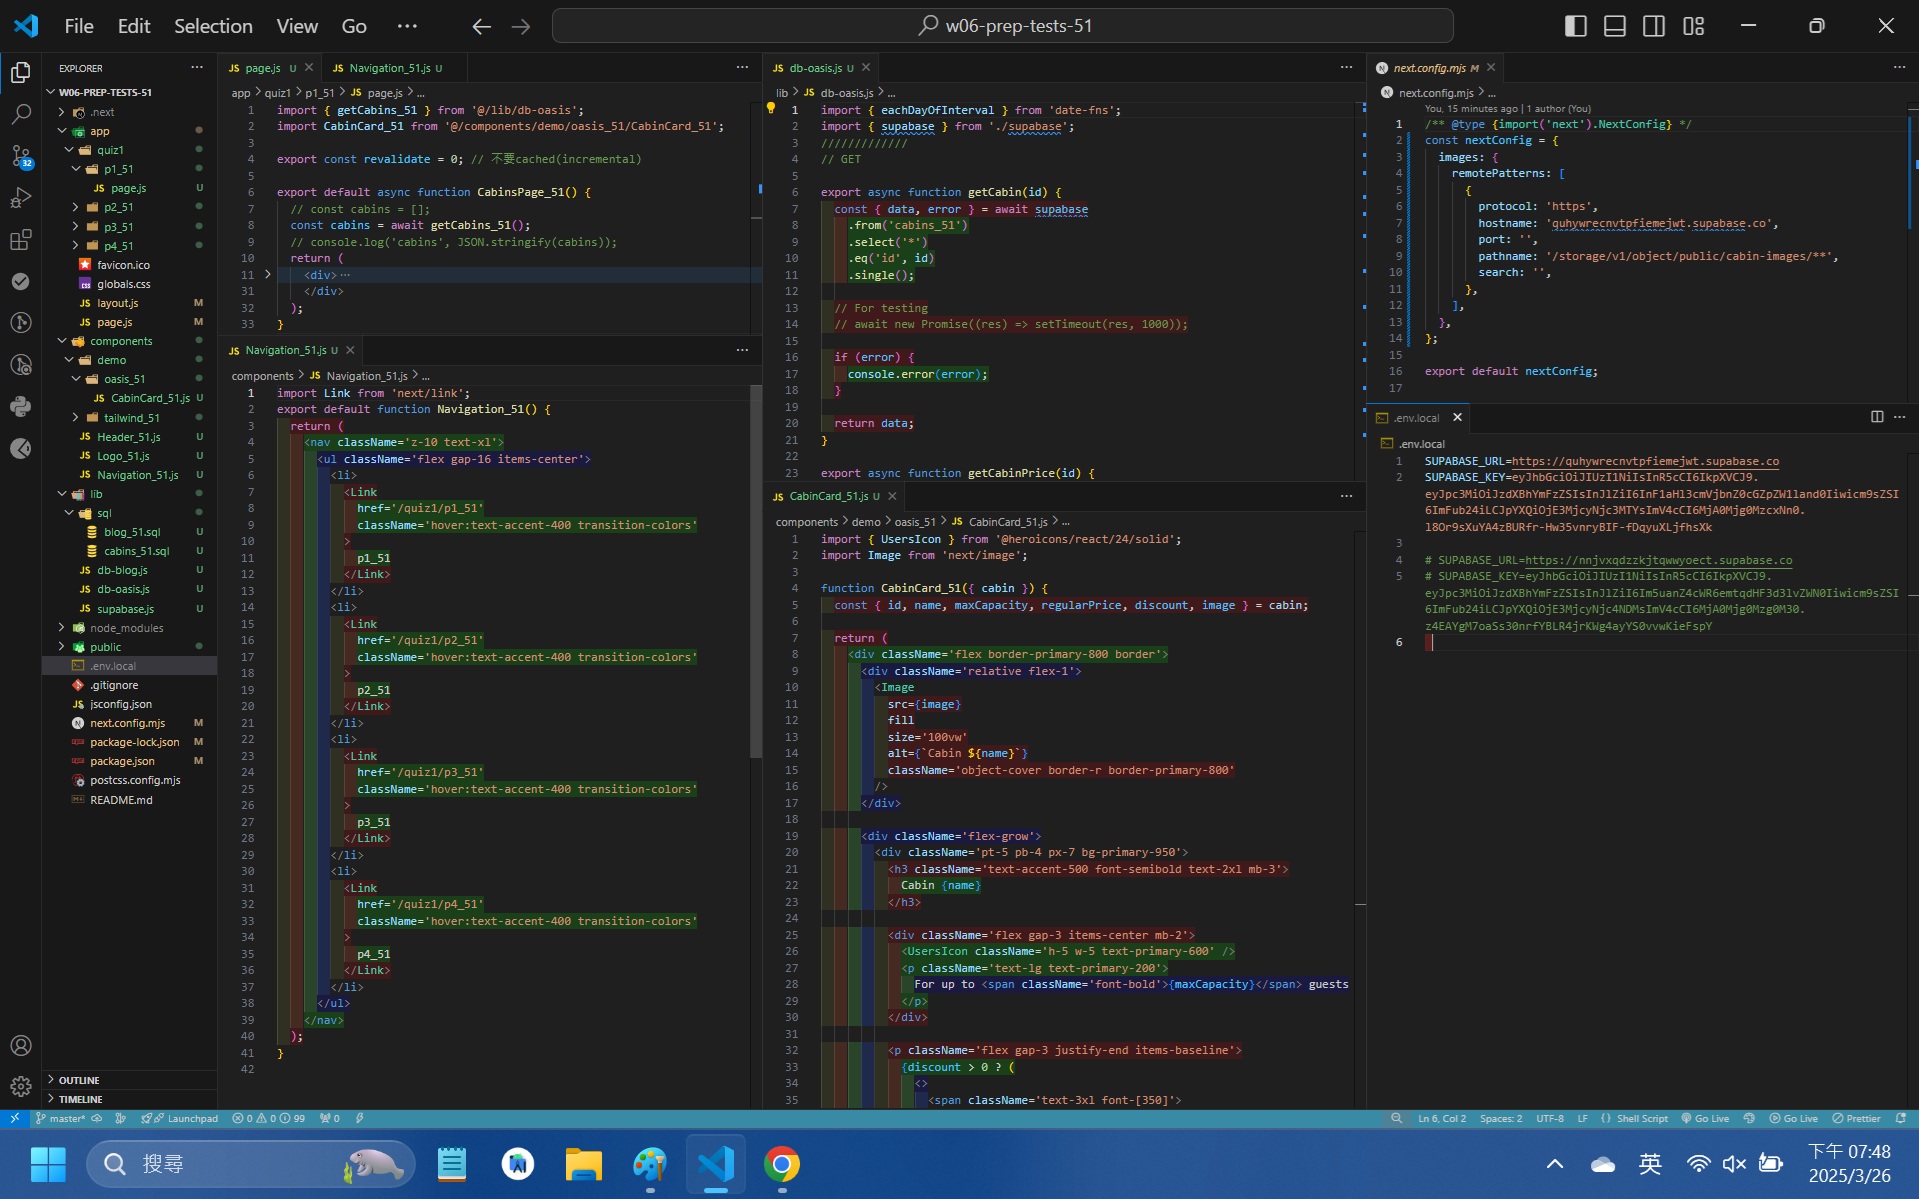 File Edit Selection View Go ··· w06-prep-tests-51
EXPLORER
W06-PREP-TESTS-51
.next
app
quiz1
p1_51
page.js U
p2_51
p3_51
p4_51
favicon.ico
globals.css
layout.js M
page.js M
components
demo
oasis_51
CabinCard_51.js U
tailwind_51
Header_51.js U
Logo_51.js U
Navigation_51.js U
lib
sql
blog_51.sql U
cabins_51.sql U
db-blog.js U
db-oasis.js U
supabase.js U
node_modules
public
.env.local
.gitignore
jsconfig.json
next.config.mjs M
package-lock.json M
package.json M
postcss.config.mjs
README.md
OUTLINE
TIMELINE
32
page.js U Navigation_51.js U
app > quiz1 > p1_51 > page.js > ...
1 import { getCabins_51 } from '@/lib/db-oasis';
2 import CabinCard_51 from '@/components/demo/oasis_51/CabinCard_51';
3
4 export const revalidate = 0; // 不要cached(incremental)
5
6 export default async function CabinsPage_51() {
7 // const cabins = [];
8 const cabins = await getCabins_51();
9 // console.log('cabins', JSON.stringify(cabins));
10 return (
11 <div>···
31 </div>
32 );
33 }
Navigation_51.js U
components > Navigation_51.js > ...
1 import Link from 'next/link';
2 export default function Navigation_51() {
3 return (
4 <nav className='z-10 text-xl'>
5 <ul className='flex gap-16 items-center'>
6 <li>
7 <Link
8 href='/quiz1/p1_51'
9 className='hover:text-accent-400 transition-colors'
10 >
11 p1_51
12 </Link>
13 </li>
14 <li>
15 <Link
16 href='/quiz1/p2_51'
17 className='hover:text-accent-400 transition-colors'
18 >
19 p2_51
20 </Link>
21 </li>
22 <li>
23 <Link
24 href='/quiz1/p3_51'
25 className='hover:text-accent-400 transition-colors'
26 >
27 p3_51
28 </Link>
29 </li>
30 <li>
31 <Link
32 href='/quiz1/p4_51'
33 className='hover:text-accent-400 transition-colors'
34 >
35 p4_51
36 </Link>
37 </li>
38 </ul>
39 </nav>
40 );
41 }
42
db-oasis.js U
lib > db-oasis.js > ...
1 import { eachDayOfInterval } from 'date-fns';
2 import { supabase } from './supabase';
3 /////////////
4 // GET
5
6 export async function getCabin(id) {
7 const { data, error } = await supabase
8 .from('cabins_51')
9 .select('*')
10 .eq('id', id)
11 .single();
12
13 // For testing
14 // await new Promise((res) => setTimeout(res, 1000));
15
16 if (error) {
17 console.error(error);
18 }
19
20 return data;
21 }
22
23 export async function getCabinPrice(id) {
CabinCard_51.js U
components > demo > oasis_51 > CabinCard_51.js > ...
1 import { UsersIcon } from '@heroicons/react/24/solid';
2 import Image from 'next/image';
3
4 function CabinCard_51({ cabin }) {
5 const { id, name, maxCapacity, regularPrice, discount, image } = cabin;
6
7 return (
8 <div className='flex border-primary-800 border'>
9 <div className='relative flex-1'>
10 <Image
11 src={image}
12 fill
13 size='100vw'
14 alt={`Cabin ${name}`}
15 className='object-cover border-r border-primary-800'
16 />
17 </div>
18
19 <div className='flex-grow'>
20 <div className='pt-5 pb-4 px-7 bg-primary-950'>
21 <h3 className='text-accent-500 font-semibold text-2xl mb-3'>
22 Cabin {name}
23 </h3>
24
25 <div className='flex gap-3 items-center mb-2'>
26 <UsersIcon className='h-5 w-5 text-primary-600' />
27 <p className='text-lg text-primary-200'>
28 For up to <span className='font-bold'>{maxCapacity}</span> guests
29 </p>
30 </div>
31
32 <p className='flex gap-3 justify-end items-baseline'>
33 {discount > 0 ? (
34 <>
35 <span className='text-3xl font-[350]'>
next.config.mjs M
next.config.mjs > ...
You, 15 minutes ago | 1 author (You)
1 /** @type {import('next').NextConfig} */
2 const nextConfig = {
3 images: {
4 remotePatterns: [
5 {
6 protocol: 'https',
7 hostname: 'quhywrecnvtpfiemejwt.supabase.co',
8 port: '',
9 pathname: '/storage/v1/object/public/cabin-images/**',
10 search: '',
11 },
12 ],
13 },
14 };
15
16 export default nextConfig;
17
.env.local
.env.local
1 SUPABASE_URL=https://quhywrecnvtpfiemejwt.supabase.co
2 SUPABASE_KEY=eyJhbGciOiJIUzI1NiIsInR5cCI6IkpXVCJ9.
3
4 # SUPABASE_URL=https://nnjvxqdzzkjtqwwyoect.supabase.co
5 # SUPABASE_KEY=eyJhbGciOiJIUzI1NiIsInR5cCI6IkpXVCJ9.
6
master* Launchpad 0 0 99 0 Ln 6, Col 2 Spaces: 2 UTF-8 LF Shell Script Go Live Go Live Prettier
搜尋 英 下午 07:48
2025/3/26